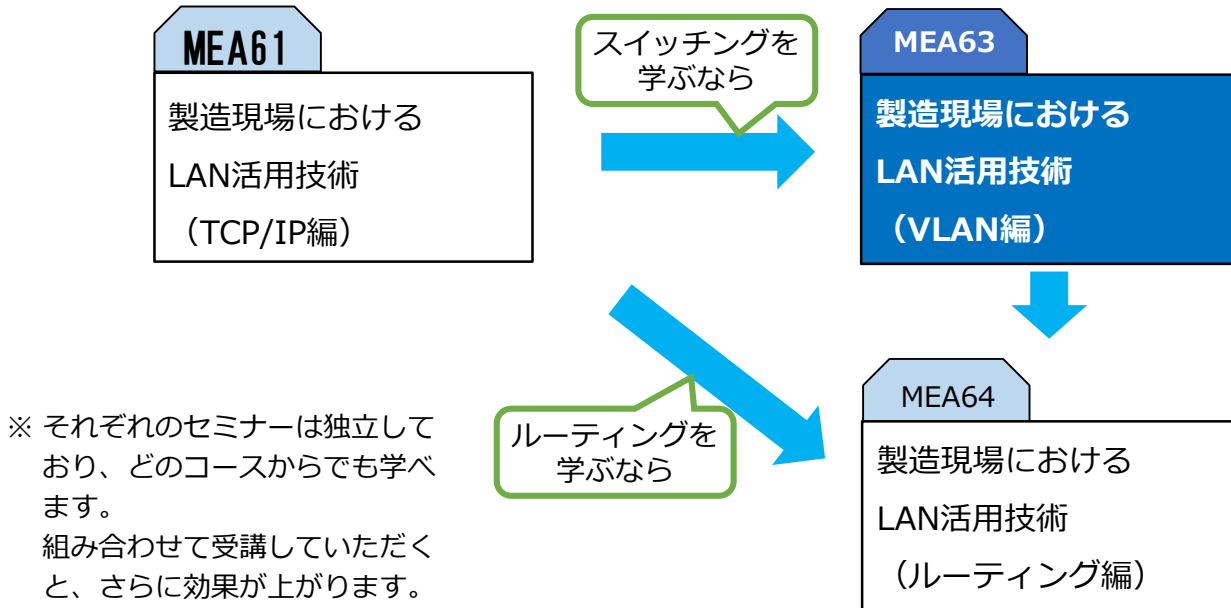 MEA61
製造現場における
LAN活用技術
（TCP/IP編）
スイッチングを
学ぶなら
MEA63
製造現場における
LAN活用技術
（VLAN編）
ルーティングを
学ぶなら
MEA64
製造現場における
LAN活用技術
（ルーティング編）
※ それぞれのセミナーは独立して
おり、どのコースからでも学べ
ます。
組み合わせて受講していただく
と、さらに効果が上がります。